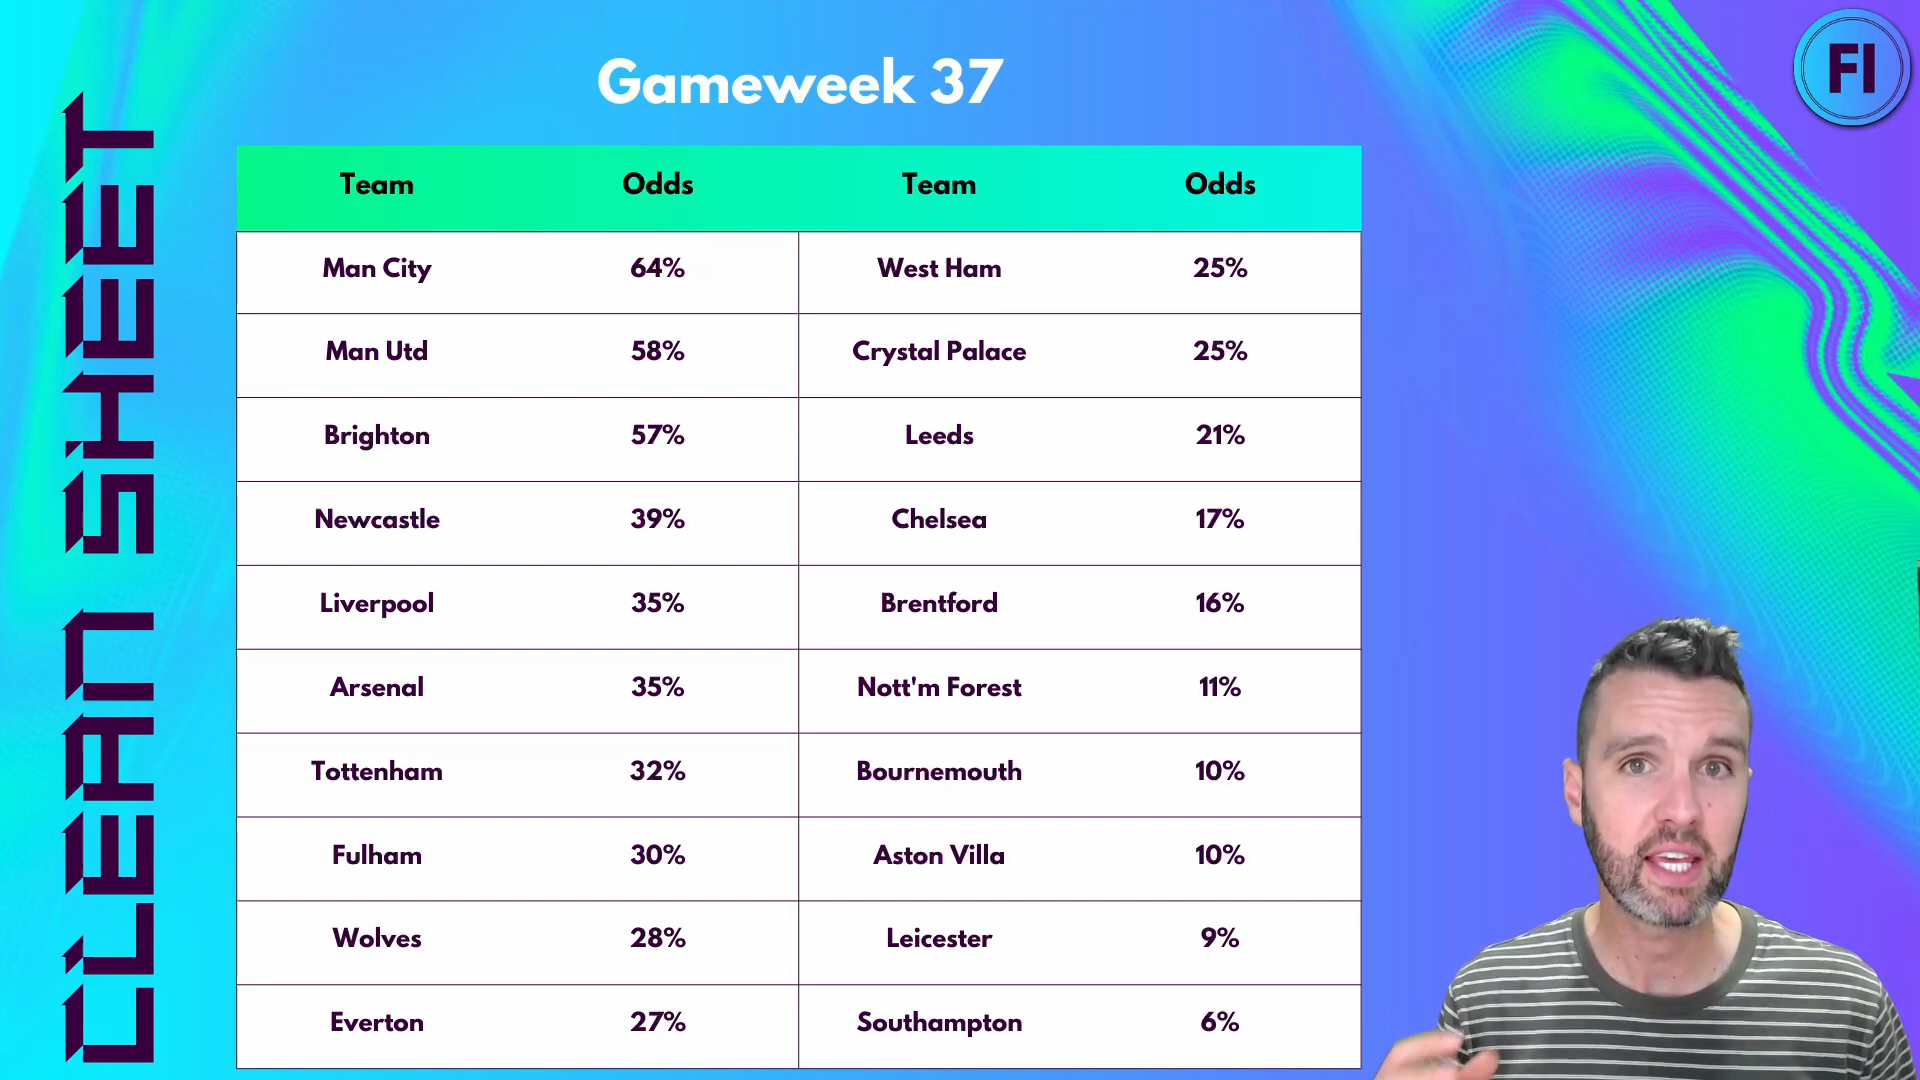 Gameweek 37
FI
CLEAN SHEET
Team Odds Team Odds
Man City 64% West Ham 25%
Man Utd 58% Crystal Palace 25%
Brighton 57% Leeds 21%
Newcastle 39% Chelsea 17%
Liverpool 35% Brentford 16%
Arsenal 35% Nott'm Forest 11%
Tottenham 32% Bournemouth 10%
Fulham 30% Aston Villa 10%
Wolves 28% Leicester 9%
Everton 27% Southampton 6%